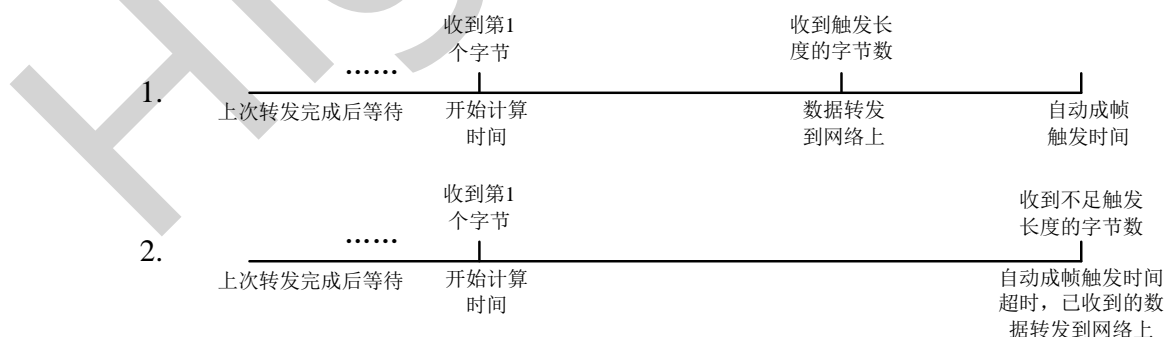 收到第1
个字节
收到触发长
度的字节数
……
1.
上次转发完成后等待
开始计算
时间
数据转发
到网络上
自动成帧
触发时间
收到第1
个字节
收到不足触发
长度的字节数
……
2.
上次转发完成后等待
开始计算
时间
自动成帧触发时间
超时，已收到的数
据转发到网络上